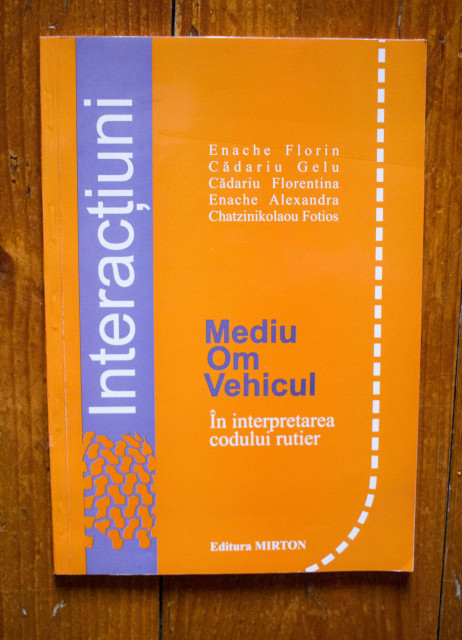 Interacțiuni
Enache Florin
Cădariu Gelu
Cădariu Florentina
Enache Alexandra
Chatzinikolaou Fotios
Mediu
Om
Vehicul
În interpretarea
codului rutier
Editura MIRTON